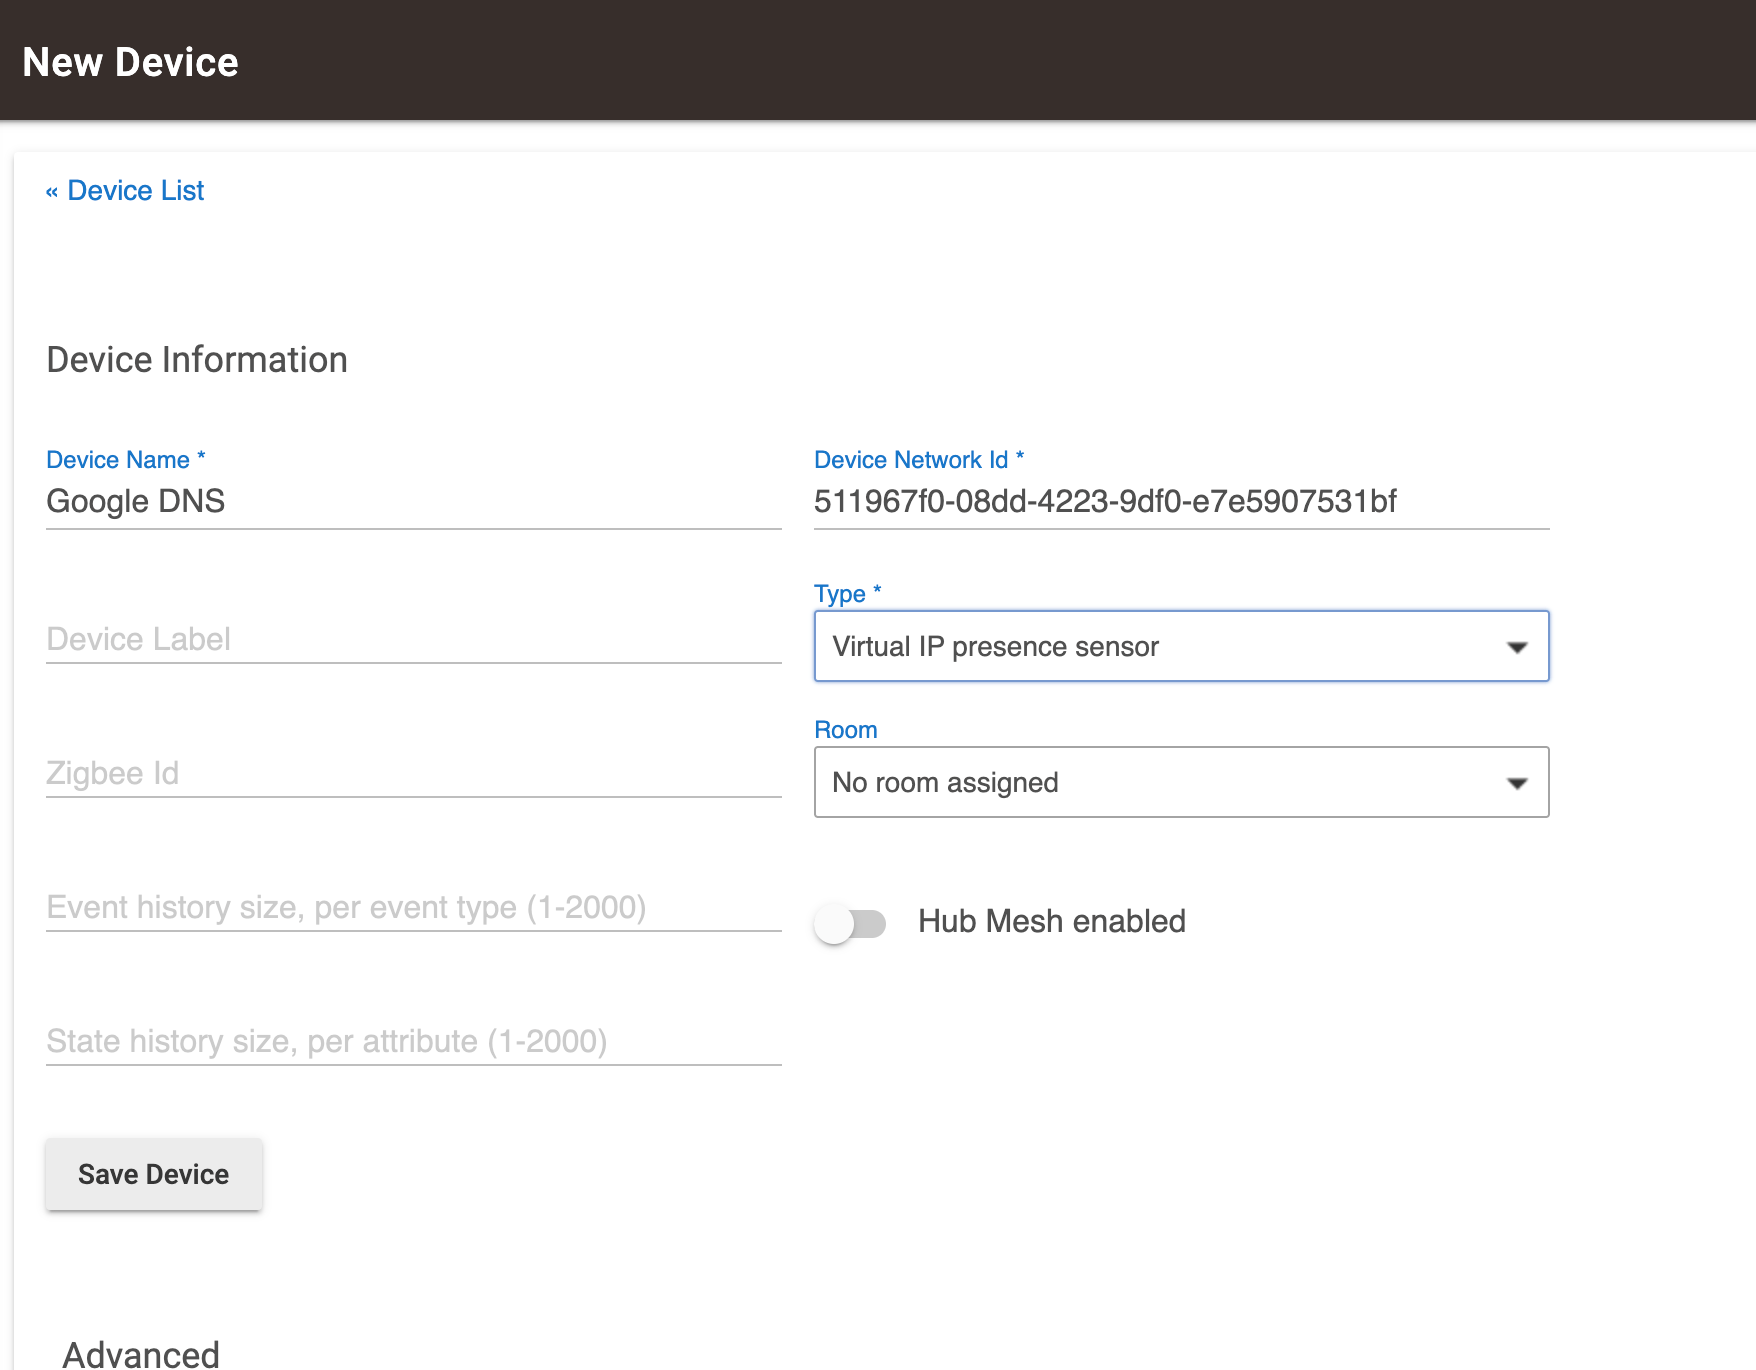 New Device
« Device List
Device Information
Device Name *
Google DNS
Device Network Id *
511967f0-08dd-4223-9df0-e7e5907531bf
Device Label
Type *
Virtual IP presence sensor
Zigbee Id
Room
No room assigned
Event history size, per event type (1-2000)
Hub Mesh enabled
State history size, per attribute (1-2000)
Save Device
Advanced